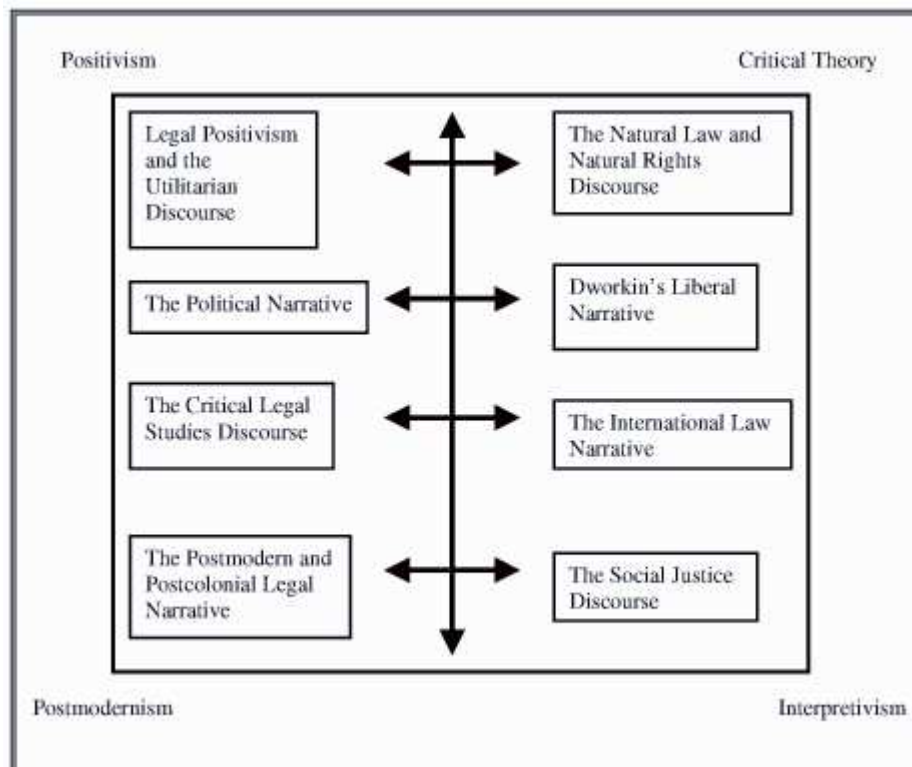 Positivism
Critical Theory
Legal Positivism
and the
Utilitarian
Discourse
The Natural Law and
Natural Rights
Discourse
The Political Narrative
Dworkin's Liberal
Narrative
The Critical Legal
Studies Discourse
The International Law
Narrative
The Postmodern and
Postcolonial Legal
Narrative
The Social Justice
Discourse
Postmodernism
Interpretivism